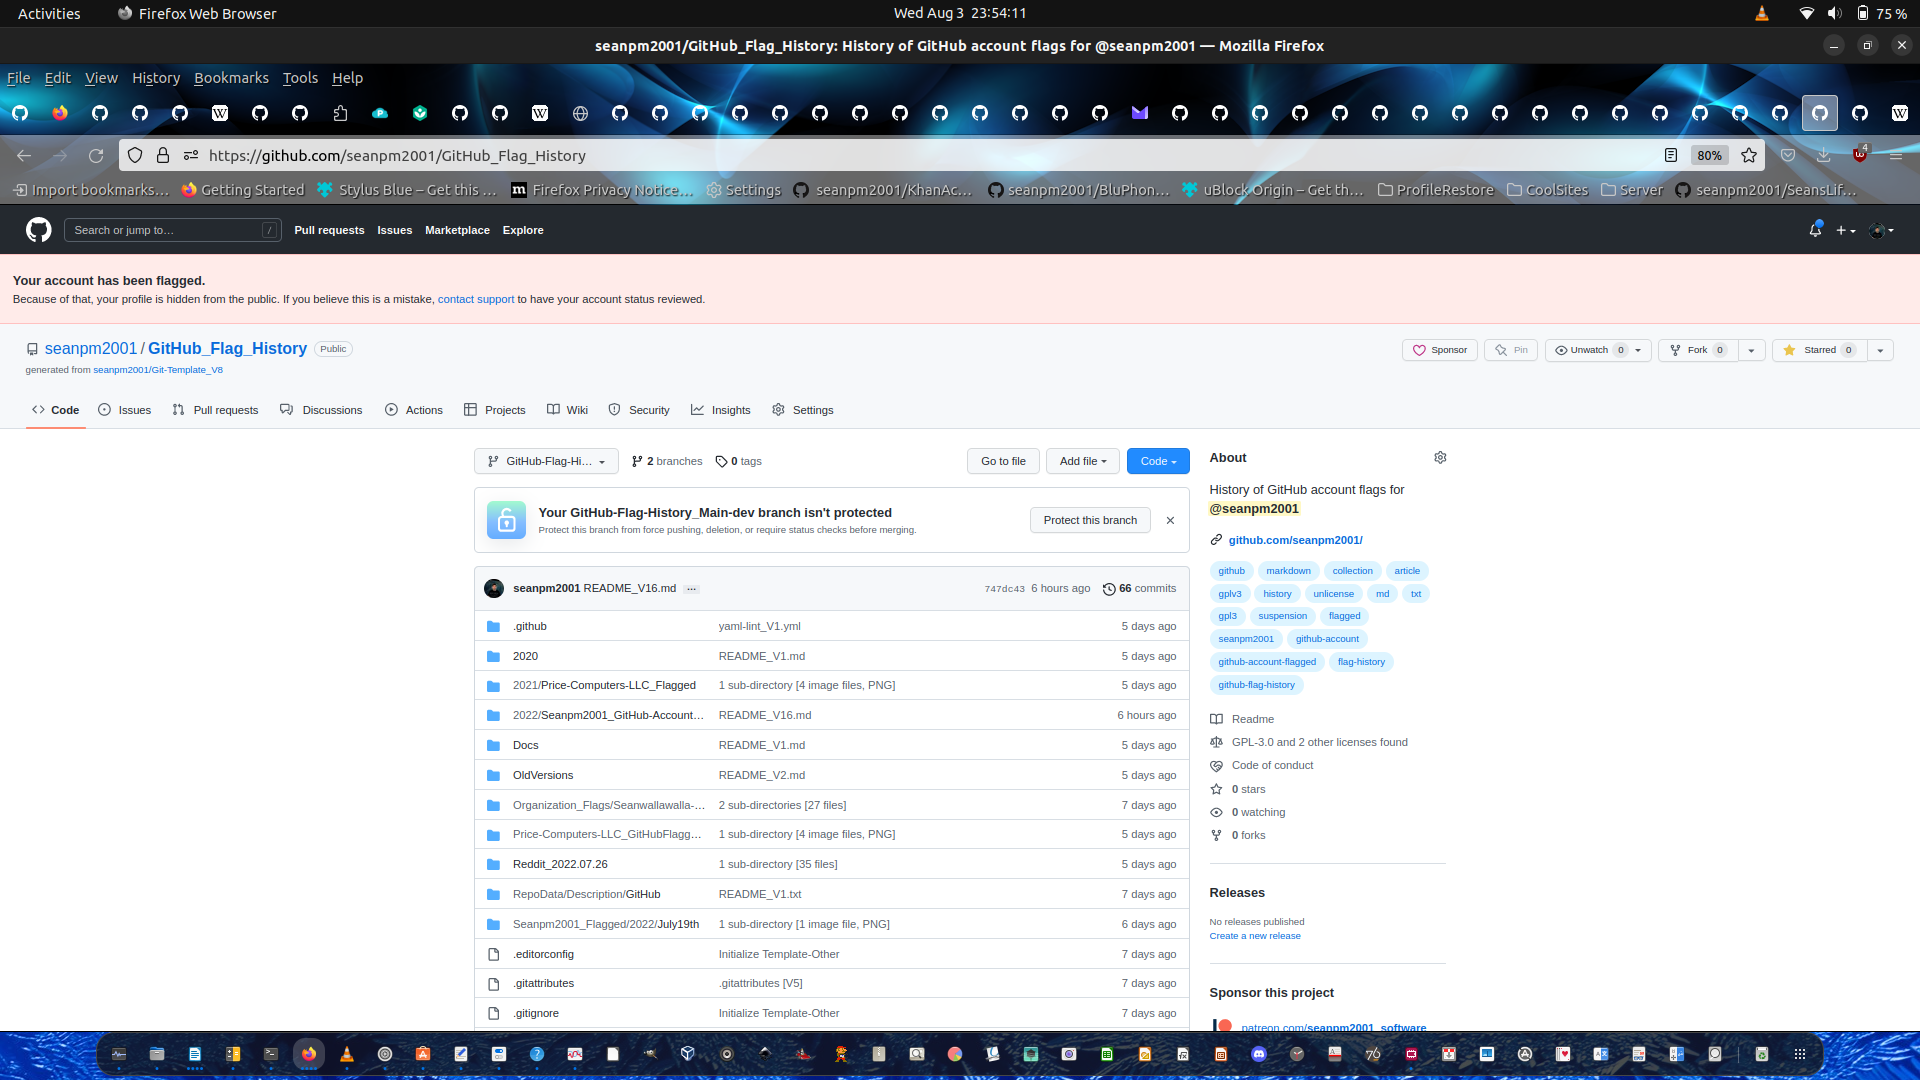 Activities
Firefox Web Browser
Wed Aug 3 23:54:11
75 %
seanpm2001/GitHub_Flag_History: History of GitHub account flags for @seanpm2001 — Mozilla Firefox
File Edit View History Bookmarks Tools Help
https://github.com/seanpm2001/GitHub_Flag_History
80%
4
Import bookmarks…
Getting Started
Stylus Blue – Get this …
Firefox Privacy Notice…
Settings
seanpm2001/KhanAc…
seanpm2001/BluPhon…
uBlock Origin – Get th…
ProfileRestore
CoolSites
Server
seanpm2001/SeansLif…
Search or jump to…
/
Pull requests Issues Marketplace Explore
Your account has been flagged.
Because of that, your profile is hidden from the public. If you believe this is a mistake, contact support to have your account status reviewed.
seanpm2001 / GitHub_Flag_History Public
generated from seanpm2001/Git-Template_V8
Sponsor
Pin
Unwatch 0
Fork 0
Starred 0
Code Issues Pull requests Discussions Actions Projects Wiki Security Insights Settings
GitHub-Flag-Hi…
2 branches
0 tags
Go to file
Add file
Code
Your GitHub-Flag-History_Main-dev branch isn't protected
Protect this branch from force pushing, deletion, or require status checks before merging.
Protect this branch
seanpm2001 README_V16.md … 747dc43 6 hours ago 66 commits
.github yaml-lint_V1.yml 5 days ago
2020 README_V1.md 5 days ago
2021/Price-Computers-LLC_Flagged 1 sub-directory [4 image files, PNG] 5 days ago
2022/Seanpm2001_GitHub-Account… README_V16.md 6 hours ago
Docs README_V1.md 5 days ago
OldVersions README_V2.md 5 days ago
Organization_Flags/Seanwallawalla-… 2 sub-directories [27 files] 7 days ago
Price-Computers-LLC_GitHubFlagg… 1 sub-directory [4 image files, PNG] 5 days ago
Reddit_2022.07.26 1 sub-directory [35 files] 5 days ago
RepoData/Description/GitHub README_V1.txt 7 days ago
Seanpm2001_Flagged/2022/July19th 1 sub-directory [1 image file, PNG] 6 days ago
.editorconfig Initialize Template-Other 7 days ago
.gitattributes .gitattributes [V5] 7 days ago
.gitignore Initialize Template-Other 7 days ago
About
History of GitHub account flags for
@seanpm2001
github.com/seanpm2001/
github markdown collection article
gplv3 history unlicense md txt
gpl3 suspension flagged
seanpm2001 github-account
github-account-flagged flag-history
github-flag-history
Readme
GPL-3.0 and 2 other licenses found
Code of conduct
0 stars
0 watching
0 forks
Releases
No releases published
Create a new release
Sponsor this project
patreon.com/seanpm2001_software